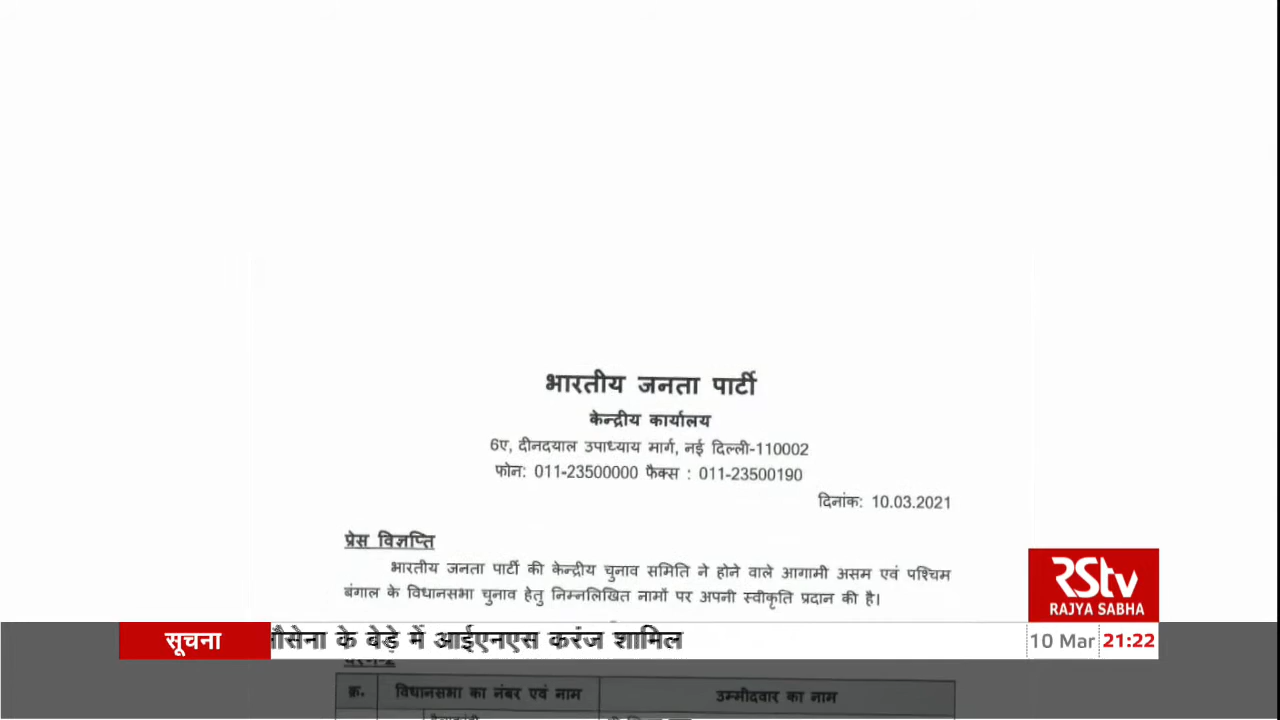 भारतीय जनता पार्टी
केन्द्रीय कार्यालय
6ए, दीनदयाल उपाध्याय मार्ग, नई दिल्ली-110002
फोन: 011-23500000 फैक्स : 011-23500190
दिनांक: 10.03.2021
प्रेस विज्ञप्ति
भारतीय जनता पार्टी की केन्द्रीय चुनाव समिति ने होने वाले आगामी असम एवं पश्चिम
बंगाल के विधानसभा चुनाव हेतु निम्नलिखित नामों पर अपनी स्वीकृति प्रदान की है।
RSTV
RAJYA SABHA
सूचना
के बेड़े में आईएनएस करंज शामिल
10 Mar 21:22
क्र. विधानसभा का नंबर एवं नाम उम्मीदवार का नाम